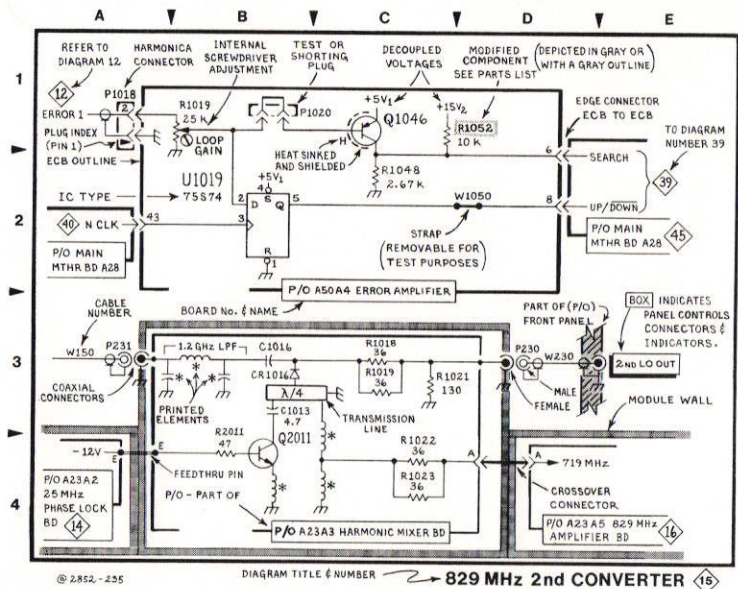 A B C D E
1
2
3
4
REFER TO
DIAGRAM 12
HARMONICA
CONNECTOR
INTERNAL
SCREWDRIVER
ADJUSTMENT
TEST OR
SHORTING
PLUG
DECOUPLED
VOLTAGES
MODIFIED
COMPONENT
SEE PARTS LIST
(DEPICTED IN GRAY OR
WITH A GRAY OUTLINE)
12
P1018
2
ERROR 1
PLUG INDEX
(PIN 1)
ECB OUTLINE
R1019
25 K
LOOP
GAIN
P1020
+5V1
Q1046
H
HEAT SINKED
AND SHIELDED
+15V2
R1052
10 K
R1048
2.67 K
EDGE CONNECTOR
ECB TO ECB
TO DIAGRAM
NUMBER 39
6
SEARCH
39
8
UP/DOWN
IC TYPE
U1019
75S74
+5V1
4
S
2
D
Q
5
3
R
1
W1050
STRAP
(REMOVABLE FOR
TEST PURPOSES)
40 N CLK
43
P/O MAIN
MTHR BD A28
P/O MAIN
MTHR BD A28
45
P/O A50A4 ERROR AMPLIFIER
BOARD No. & NAME
CABLE
NUMBER
W150
P231
COAXIAL
CONNECTORS
1.2 GHz LPF
C1016
CR1016
PRINTED
ELEMENTS
λ/4
C1013
4.7
TRANSMISSION
LINE
R1018
36
R1019
36
R1021
130
P230
W230
MALE
FEMALE
PART OF (P/O)
FRONT PANEL
BOX INDICATES
PANEL CONTROLS
CONNECTORS &
INDICATORS.
2ND LO OUT
MODULE WALL
-12V
E
E
R2011
47
Q2011
FEEDTHRU PIN
P/O - PART OF
R1022
36
R1023
36
A
A
719 MHz
CROSSOVER
CONNECTOR
P/O A23A2
25 MHz
PHASE LOCK
BD 14
P/O A23A3 HARMONIC MIXER BD
P/O A23A5 829 MHz
AMPLIFIER BD
16
@ 2852-235
DIAGRAM TITLE & NUMBER
829 MHz 2nd CONVERTER 15